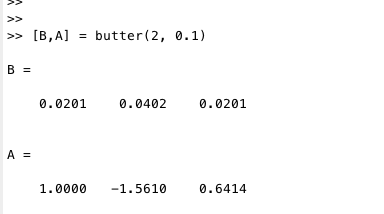 >>
>>
>> [B,A] = butter(2, 0.1)
B =
0.0201 0.0402 0.0201
A =
1.0000 -1.5610 0.6414